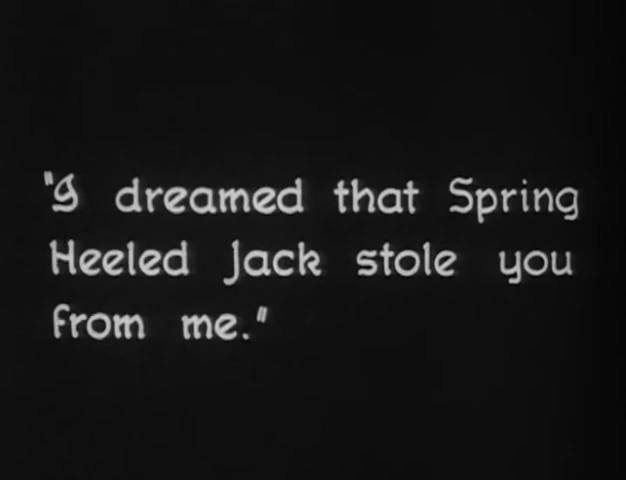 "I dreamed that Spring
Heeled Jack stole you
from me."